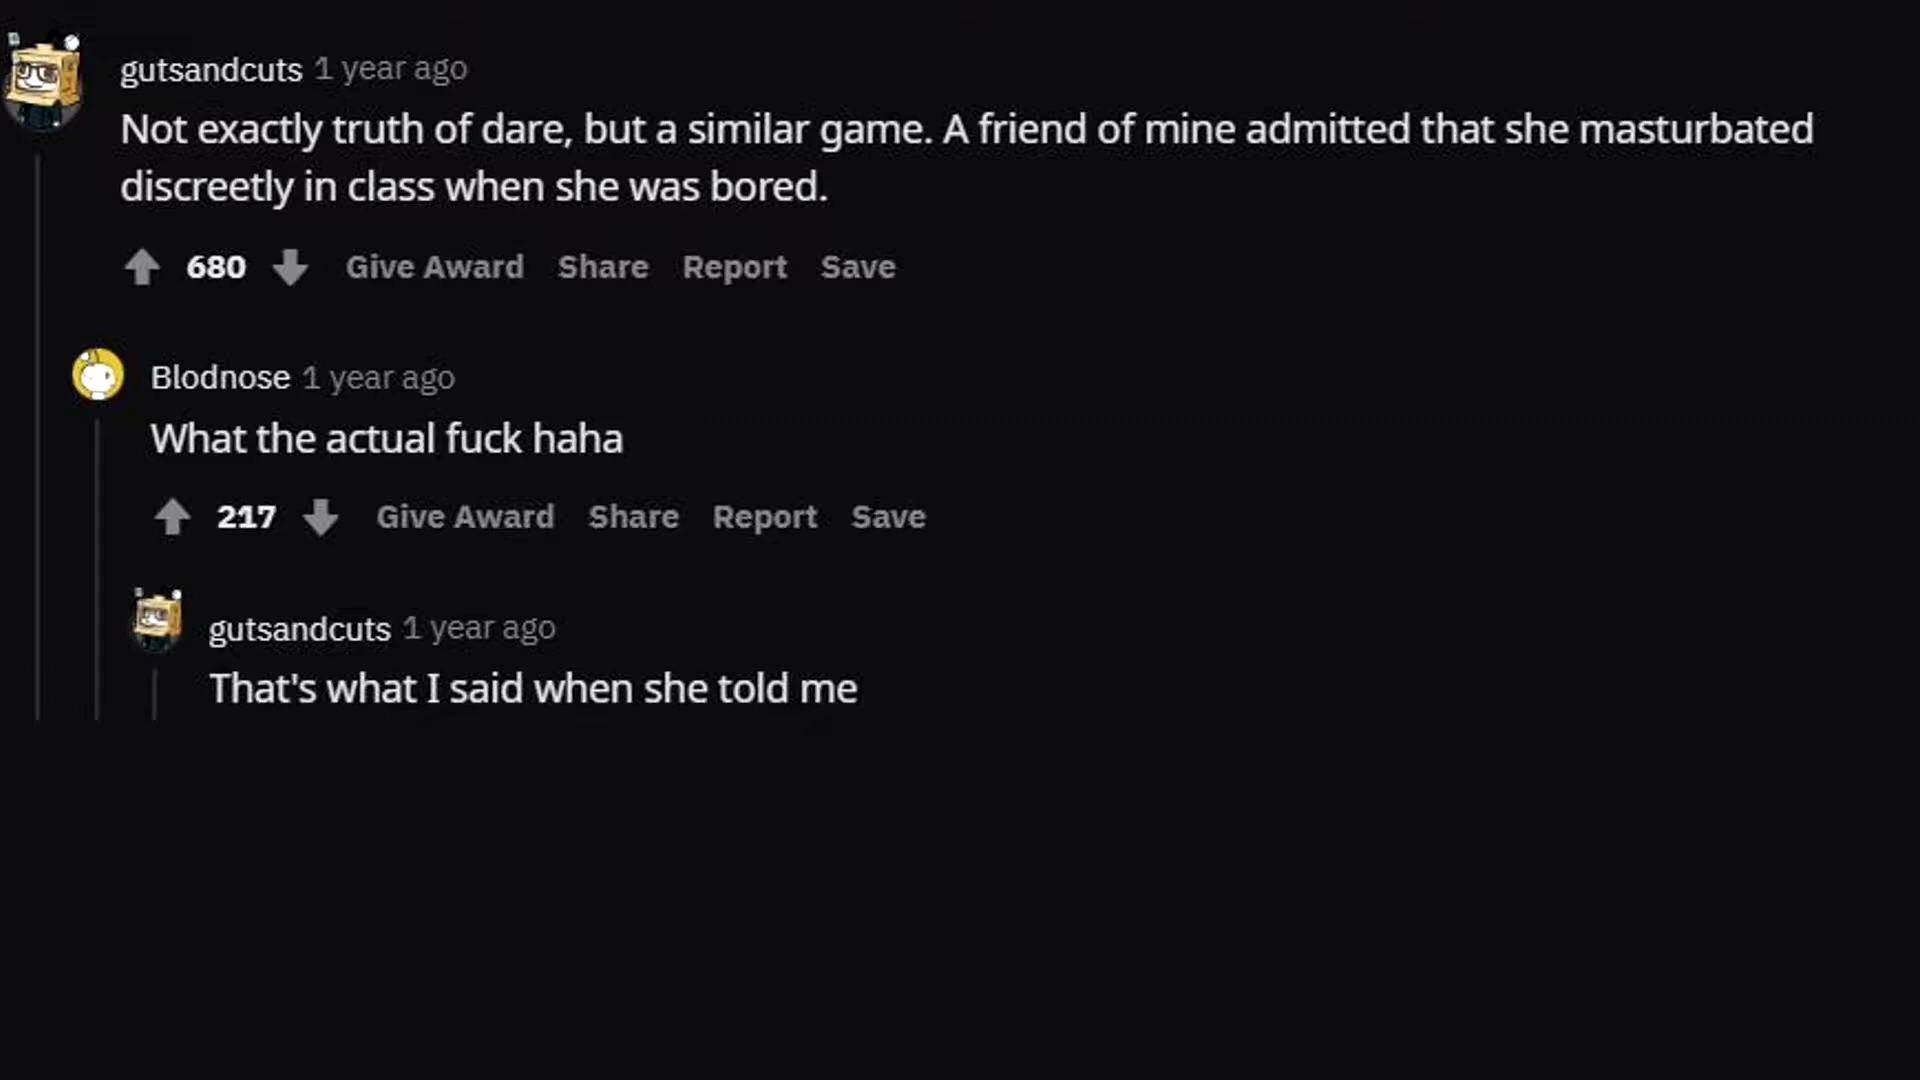 gutsandcuts 1 year ago
Not exactly truth of dare, but a similar game. A friend of mine admitted that she masturbated
discreetly in class when she was bored.
680 Give Award Share Report Save
Blodnose 1 year ago
What the actual fuck haha
217 Give Award Share Report Save
gutsandcuts 1 year ago
That's what I said when she told me